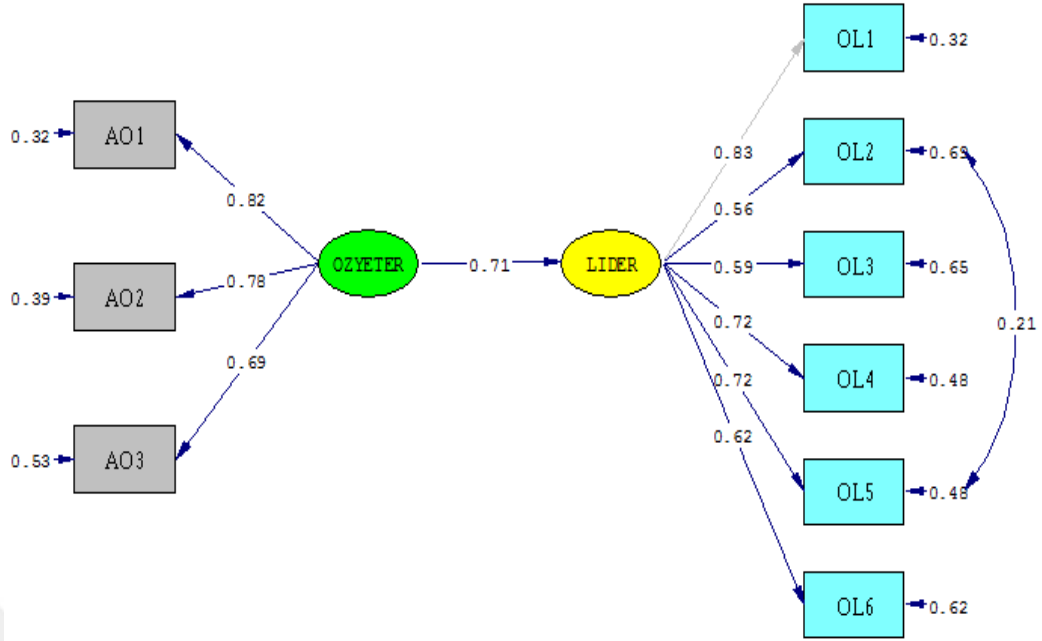 0.32 AO1
0.39 AO2
0.53 AO3
0.82
0.78
0.69
OZYETER
0.71
LIDER
0.83
0.56
0.59
0.72
0.72
0.62
OL1 0.32
OL2 0.69
OL3 0.65
OL4 0.48
OL5 0.48
OL6 0.62
0.21